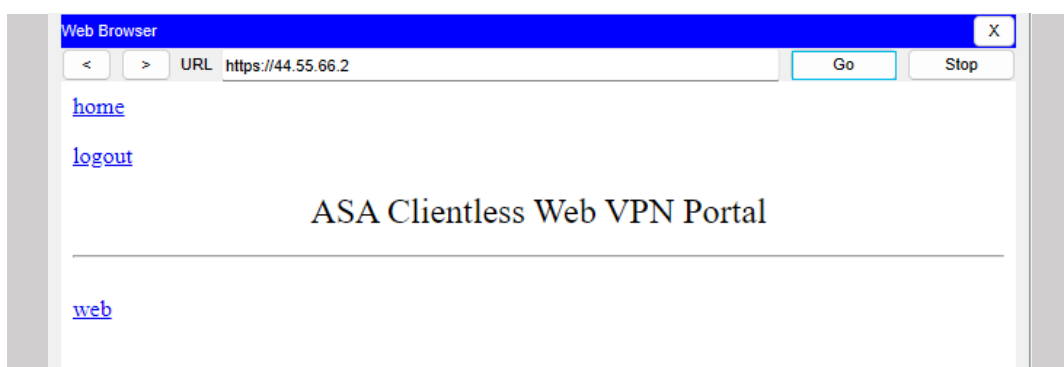 Web Browser X
< > URL https://44.55.66.2 Go Stop
home
logout
ASA Clientless Web VPN Portal
web